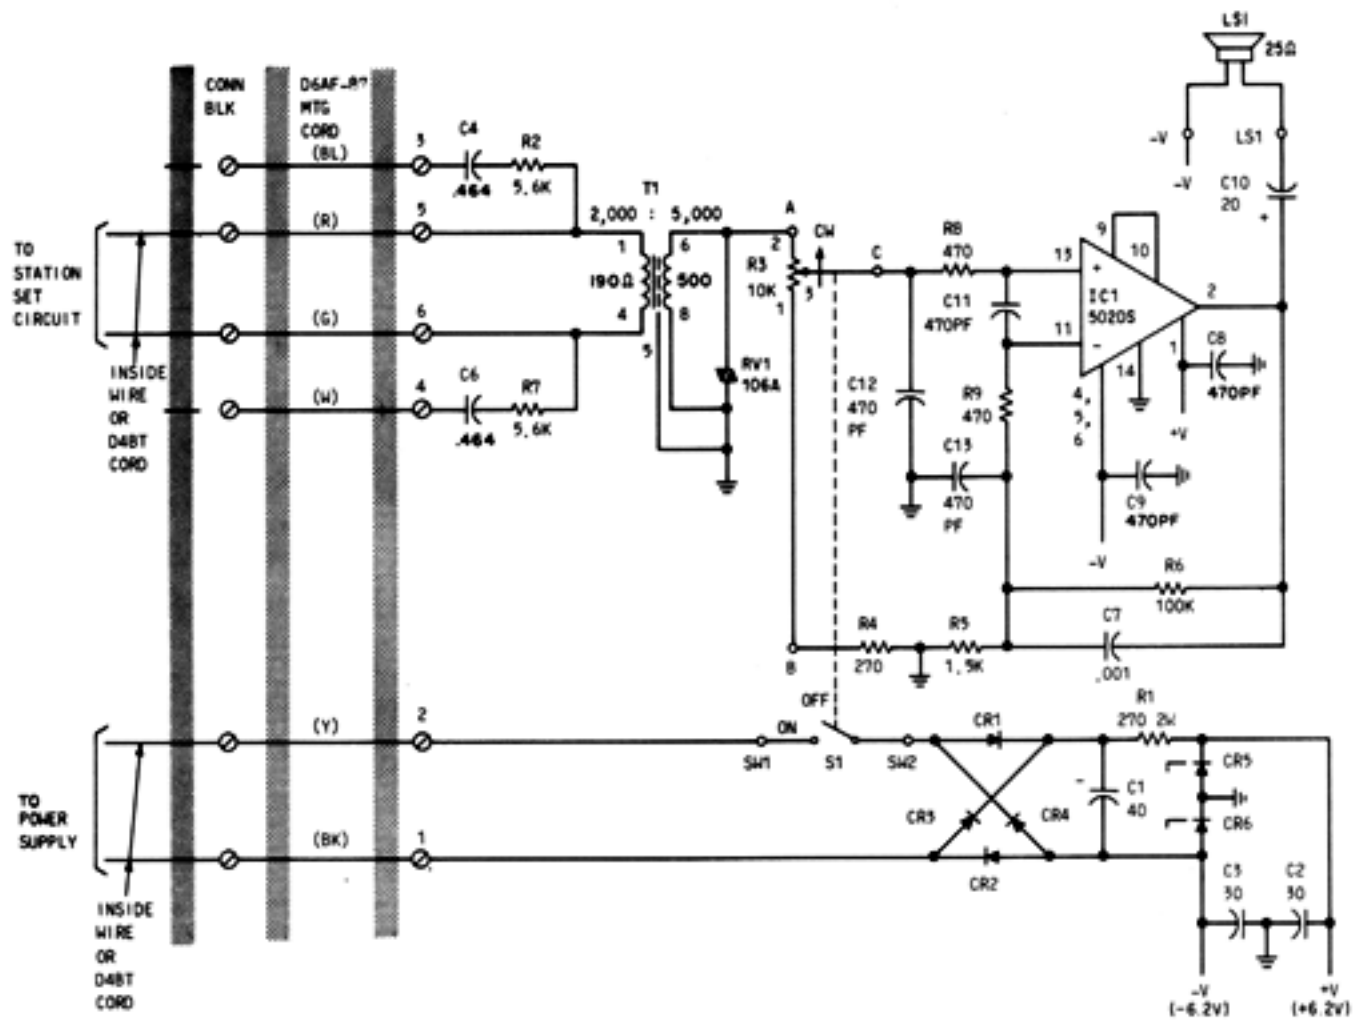 LS1
25Ω
CONN
BLK
D6AF-87
MTG
CORD
(BL)
3
C4
.464
R2
5.6K
-V
LS1
-V
C10
20
+
(R)
5
T1
2,000 : 5,000
A
2
CW
C
R8
470
9
10
TO
STATION
SET
CIRCUIT
1
190Ω
4
6
500
8
5
R3
10K
3
1
C11
470PF
13
+
IC1
5020S
2
11
-
14
1
C8
470PF
+V
(G)
6
INSIDE
WIRE
OR
D4BT
CORD
(W)
4
C6
.464
R7
5.6K
RV1
106A
C12
470
PF
R9
470
4,
5,
6
C13
470
PF
C9
470PF
-V
R6
100K
C7
.001
B
R4
270
R5
1.5K
OFF
(Y)
2
ON
SW1
S1
SW2
CR1
R1
270 2W
CR5
CR3
CR4
-
C1
40
CR6
TO
POWER
SUPPLY
(BK)
1
CR2
C3
30
C2
30
INSIDE
WIRE
OR
D4BT
CORD
-V
(-6.2V)
+V
(+6.2V)